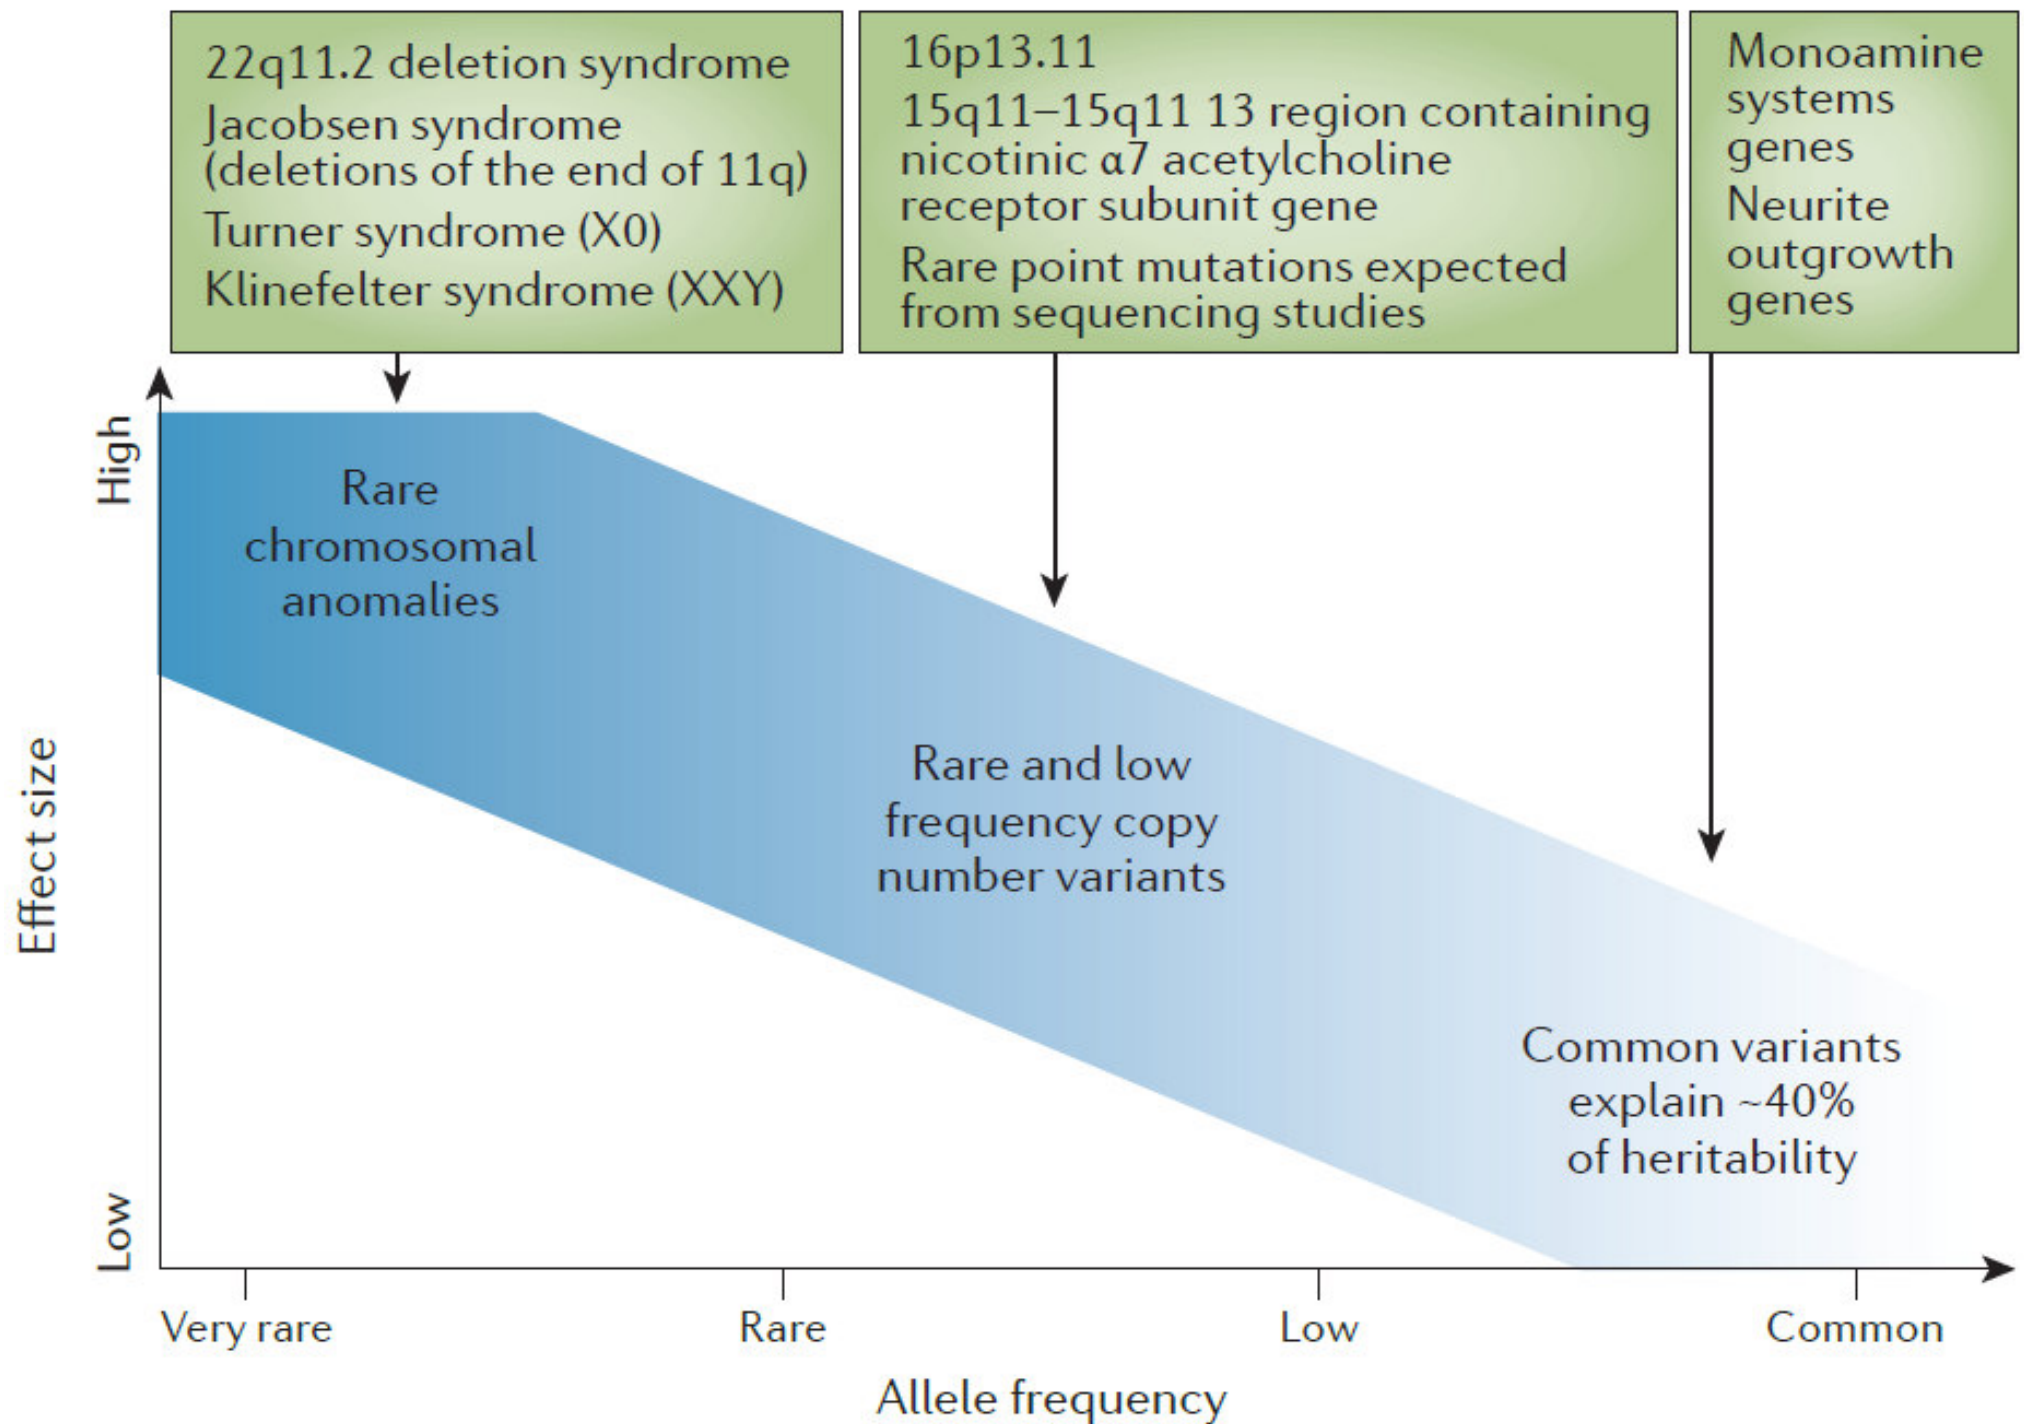 22q11.2 deletion syndrome
Jacobsen syndrome
(deletions of the end of 11q)
Turner syndrome (X0)
Klinefelter syndrome (XXY)
16p13.11
15q11–15q11 13 region containing
nicotinic α7 acetylcholine
receptor subunit gene
Rare point mutations expected
from sequencing studies
Monoamine
systems
genes
Neurite
outgrowth
genes
High
Effect size
Low
Rare
chromosomal
anomalies
Rare and low
frequency copy
number variants
Common variants
explain ~40%
of heritability
Very rare
Rare
Low
Common
Allele frequency